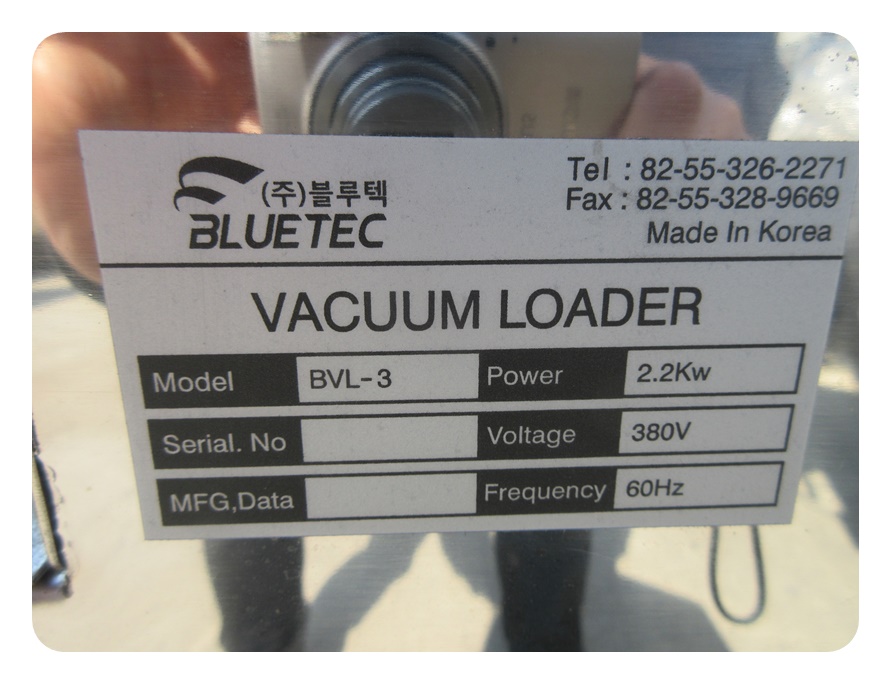 (주)블루텍
BLUETEC
Tel : 82-55-326-2271
Fax : 82-55-328-9669
Made In Korea
VACUUM LOADER
Model BVL-3 Power 2.2Kw
Serial. No Voltage 380V
MFG,Data Frequency 60Hz